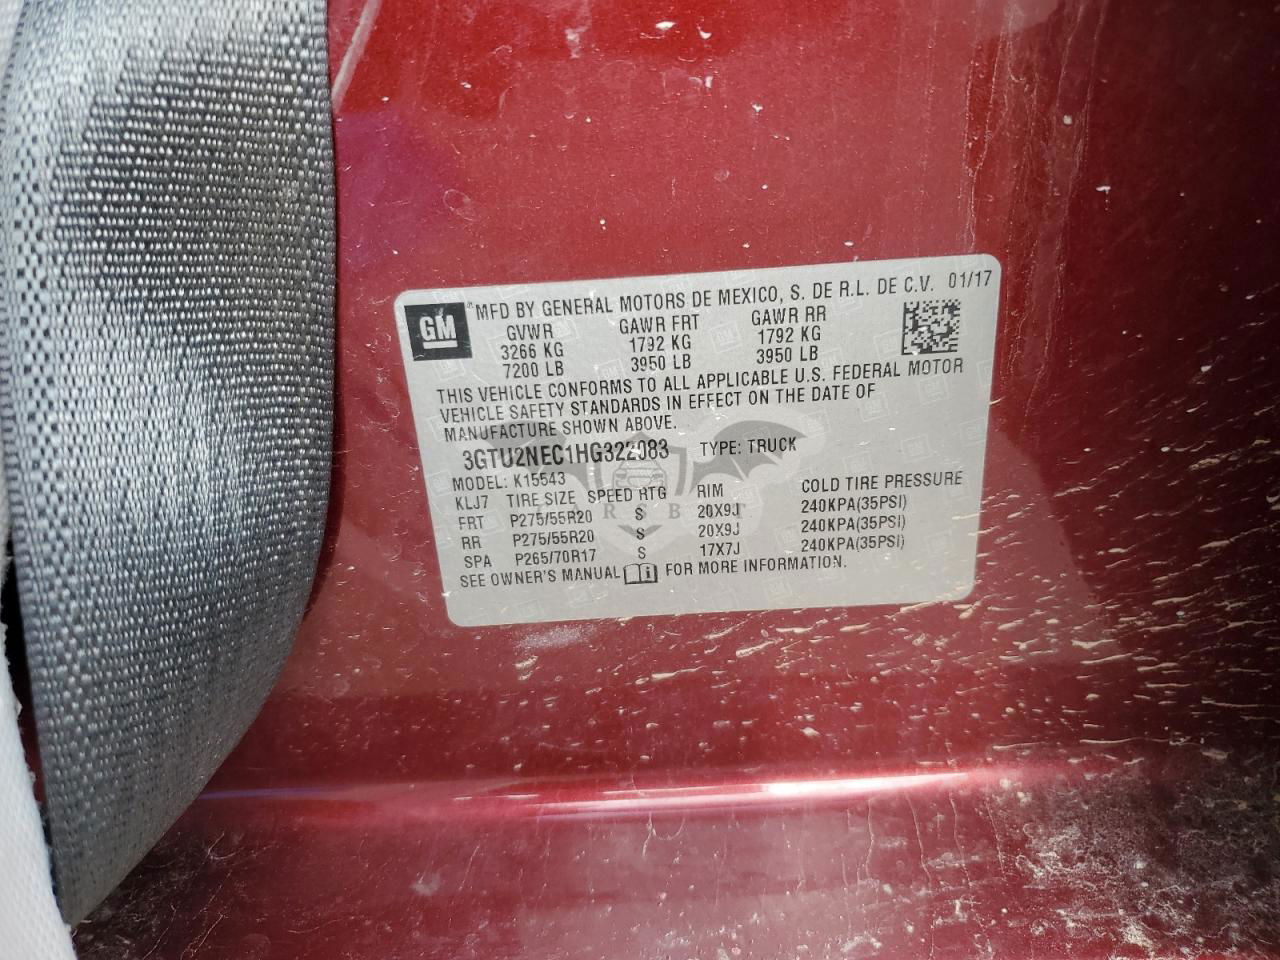 GM
MFD BY GENERAL MOTORS DE MEXICO, S. DE R.L. DE C.V. 01/17
GVWR GAWR FRT GAWR RR
3266 KG 1792 KG 1792 KG
7200 LB 3950 LB 3950 LB
THIS VEHICLE CONFORMS TO ALL APPLICABLE U.S. FEDERAL MOTOR
VEHICLE SAFETY STANDARDS IN EFFECT ON THE DATE OF
MANUFACTURE SHOWN ABOVE.
3GTU2NEC1HG322083 TYPE: TRUCK
MODEL: K15543
KLJ7 TIRE SIZE SPEED RTG RIM COLD TIRE PRESSURE
FRT P275/55R20 S 20X9J 240KPA(35PSI)
RR P275/55R20 S 20X9J 240KPA(35PSI)
SPA P265/70R17 S 17X7J 240KPA(35PSI)
SEE OWNER'S MANUAL FOR MORE INFORMATION.